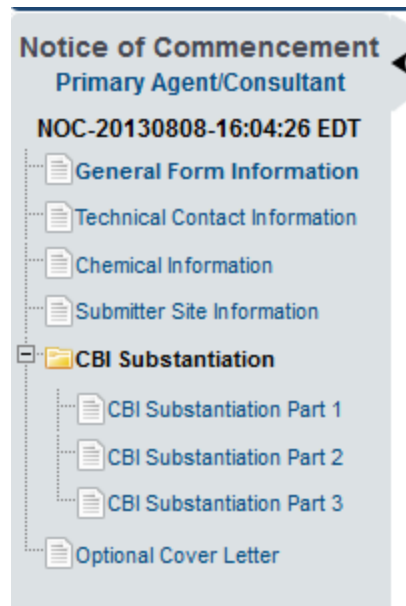 Notice of Commencement
Primary Agent/Consultant
NOC-20130808-16:04:26 EDT
General Form Information
Technical Contact Information
Chemical Information
Submitter Site Information
CBI Substantiation
CBI Substantiation Part 1
CBI Substantiation Part 2
CBI Substantiation Part 3
Optional Cover Letter